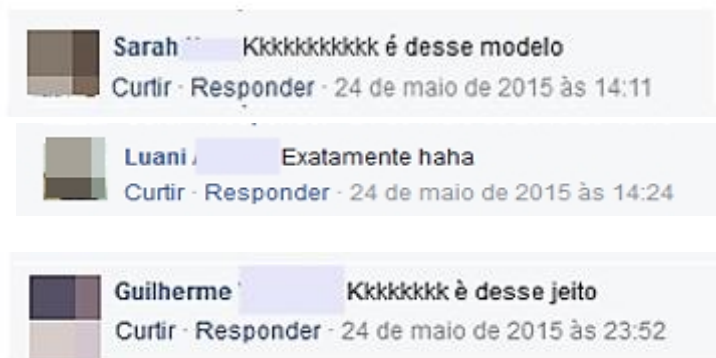 Sarah Kkkkkkkkkkk é desse modelo
Curtir · Responder · 24 de maio de 2015 às 14:11
Luani Exatamente haha
Curtir · Responder · 24 de maio de 2015 às 14:24
Guilherme Kkkkkkkk è desse jeito
Curtir · Responder · 24 de maio de 2015 às 23:52